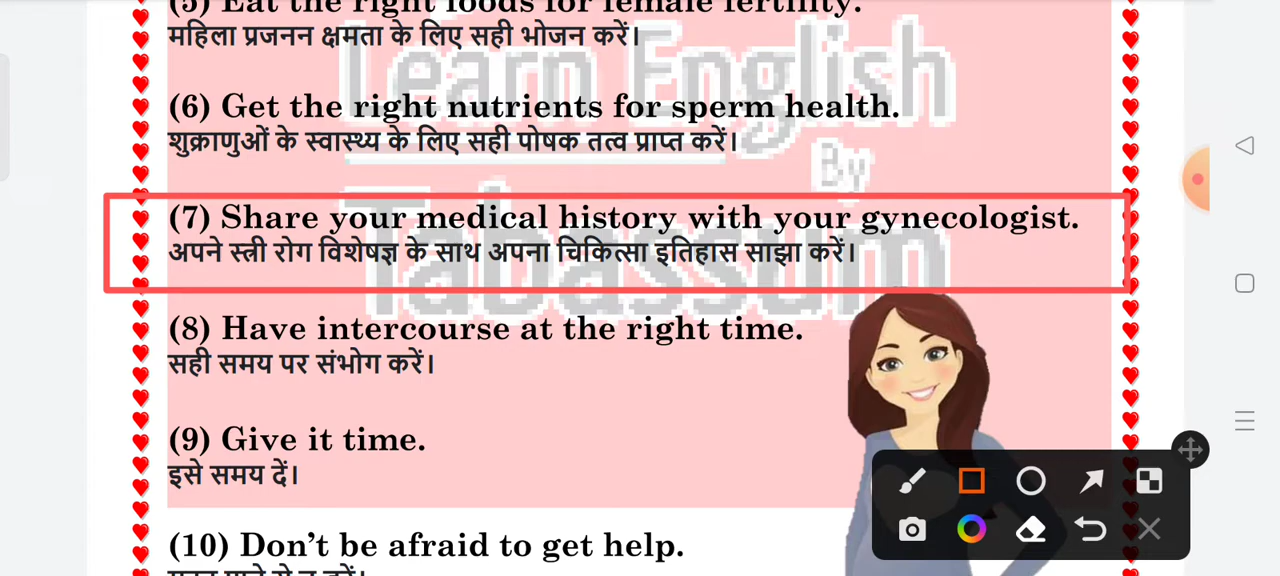 (5) Eat the right foods for female fertility.
महिला प्रजनन क्षमता के लिए सही भोजन करें।
(6) Get the right nutrients for sperm health.
शुक्राणुओं के स्वास्थ्य के लिए सही पोषक तत्व प्राप्त करें।
(7) Share your medical history with your gynecologist.
अपने स्त्री रोग विशेषज्ञ के साथ अपना चिकित्सा इतिहास साझा करें।
(8) Have intercourse at the right time.
सही समय पर संभोग करें।
(9) Give it time.
इसे समय दें।
(10) Don't be afraid to get help.
Learn English
By
Tabassum